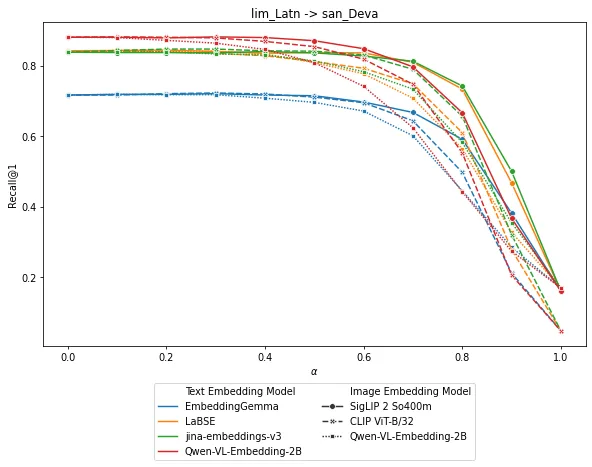 lim_Latn -> san_Deva
Recall@1
0.8
0.6
0.4
0.2
0.0 0.2 0.4 0.6 0.8 1.0
α
Text Embedding Model Image Embedding Model
EmbeddingGemma SigLIP 2 So400m
LaBSE CLIP ViT-B/32
jina-embeddings-v3 Qwen-VL-Embedding-2B
Qwen-VL-Embedding-2B